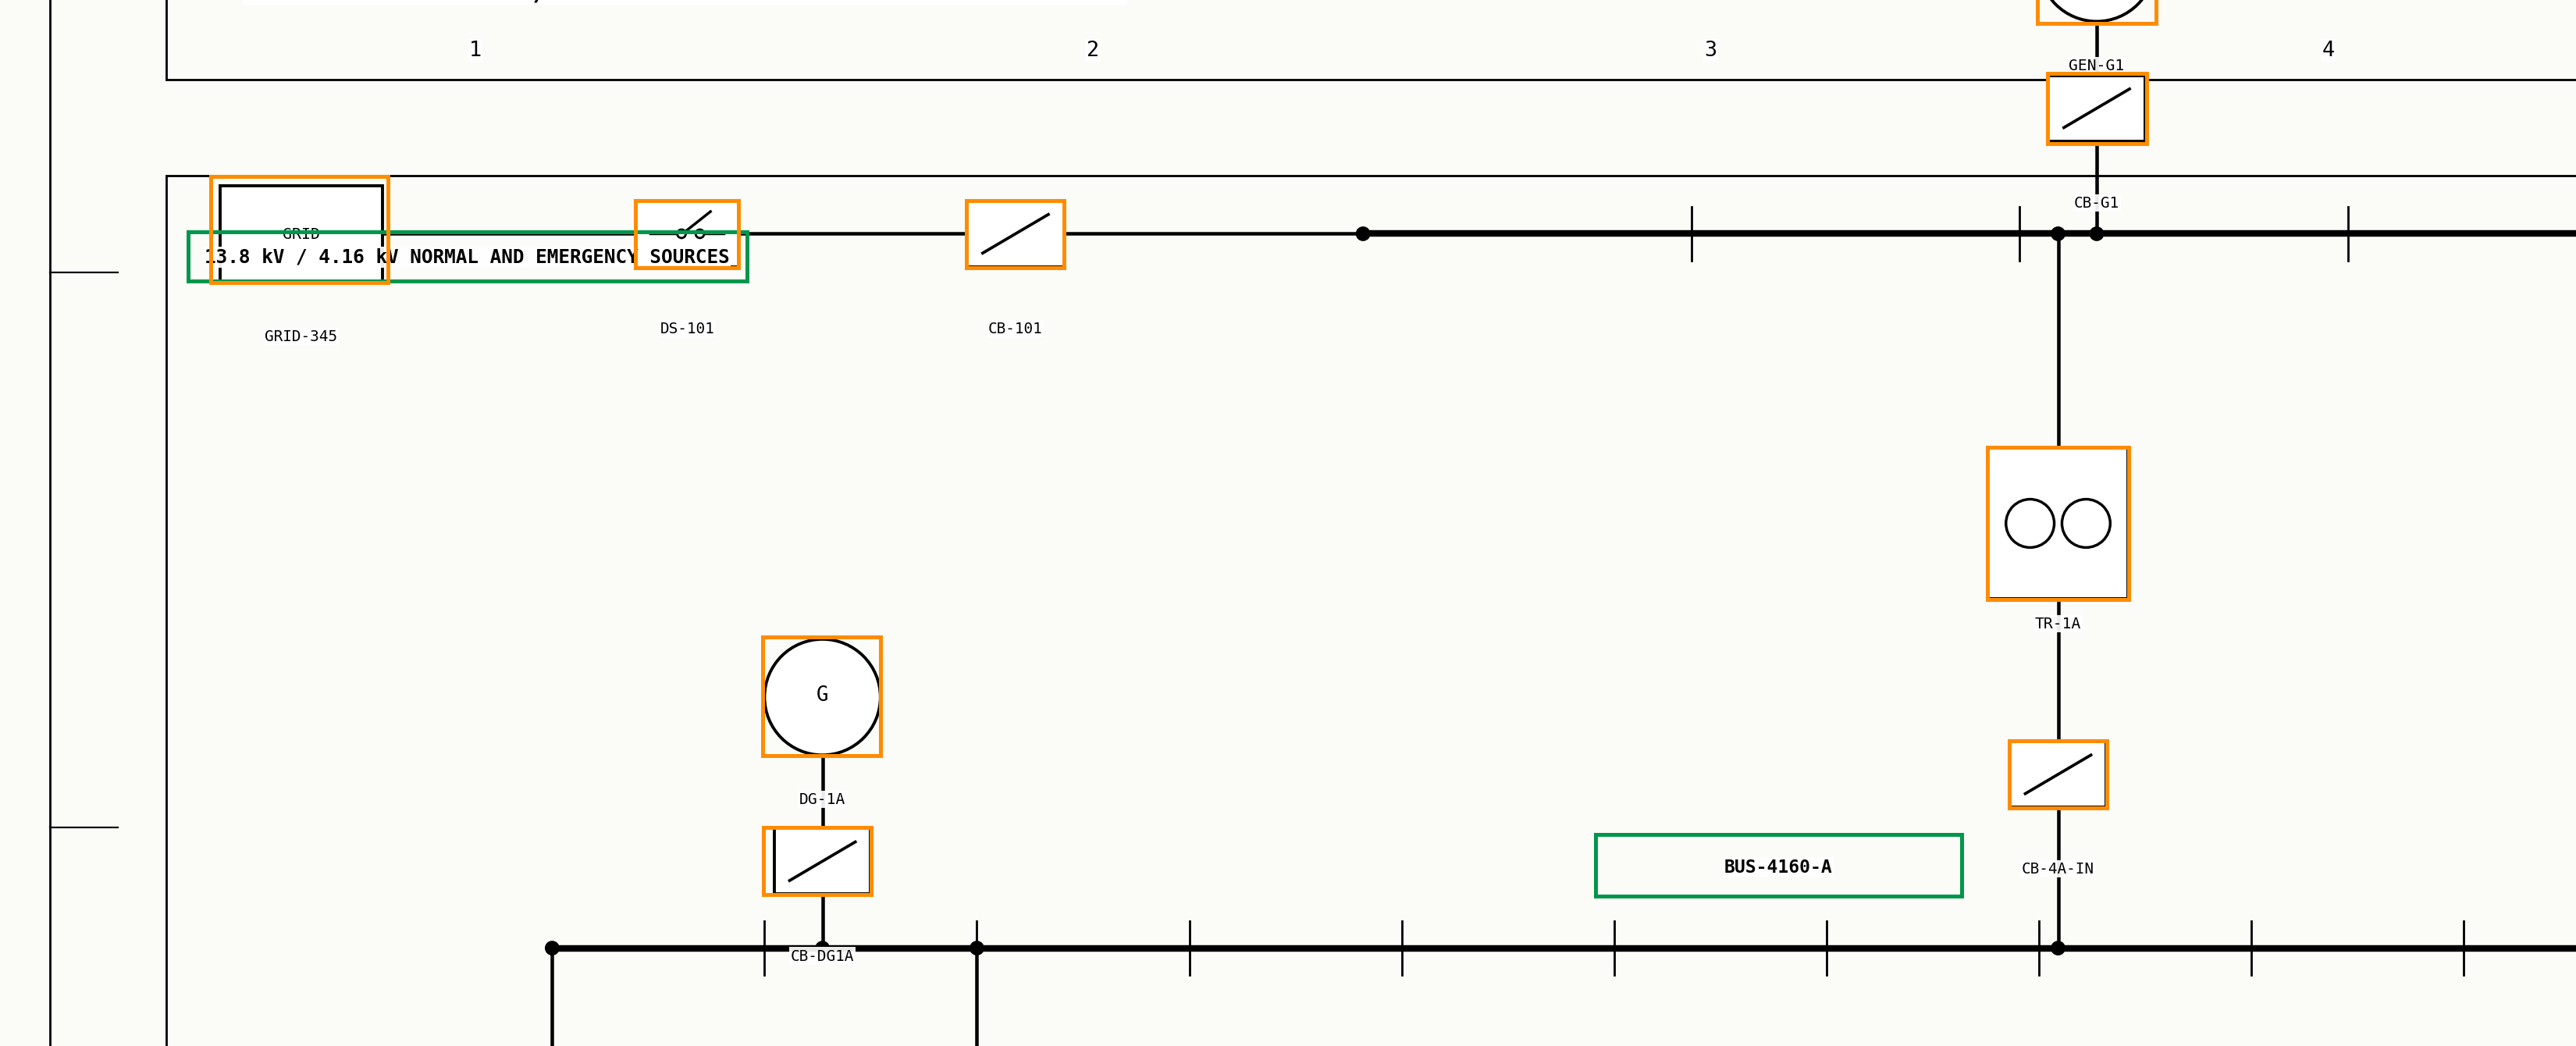 1
2
3
4
GEN-G1
CB-G1
GRID
13.8 kV / 4.16 kV NORMAL AND EMERGENCY SOURCES
GRID-345
DS-101
CB-101
TR-1A
G
DG-1A
BUS-4160-A
CB-4A-IN
CB-DG1A